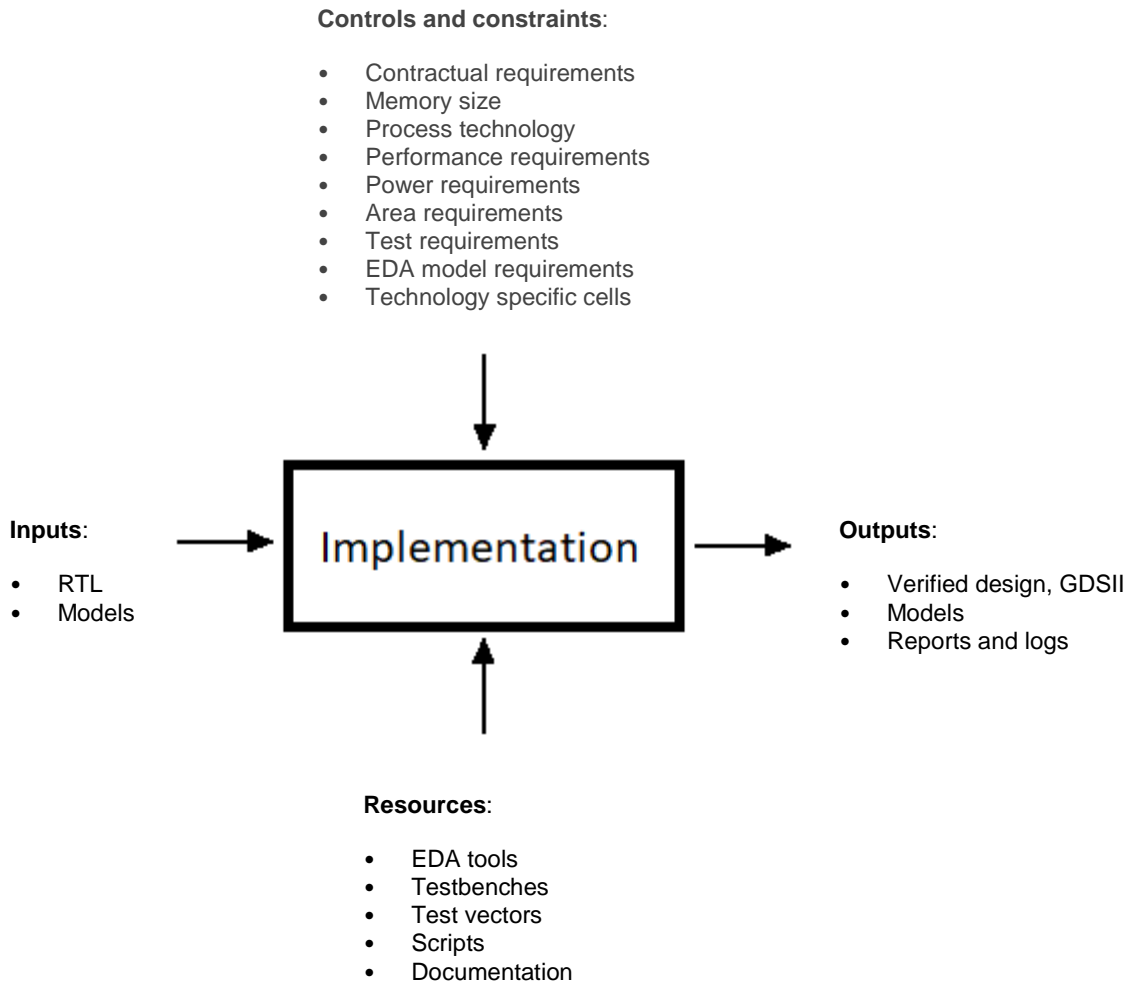 Controls and constraints:
• Contractual requirements
• Memory size
• Process technology
• Performance requirements
• Power requirements
• Area requirements
• Test requirements
• EDA model requirements
• Technology specific cells
Inputs:
• RTL
• Models
Implementation
Outputs:
• Verified design, GDSII
• Models
• Reports and logs
Resources:
• EDA tools
• Testbenches
• Test vectors
• Scripts
• Documentation